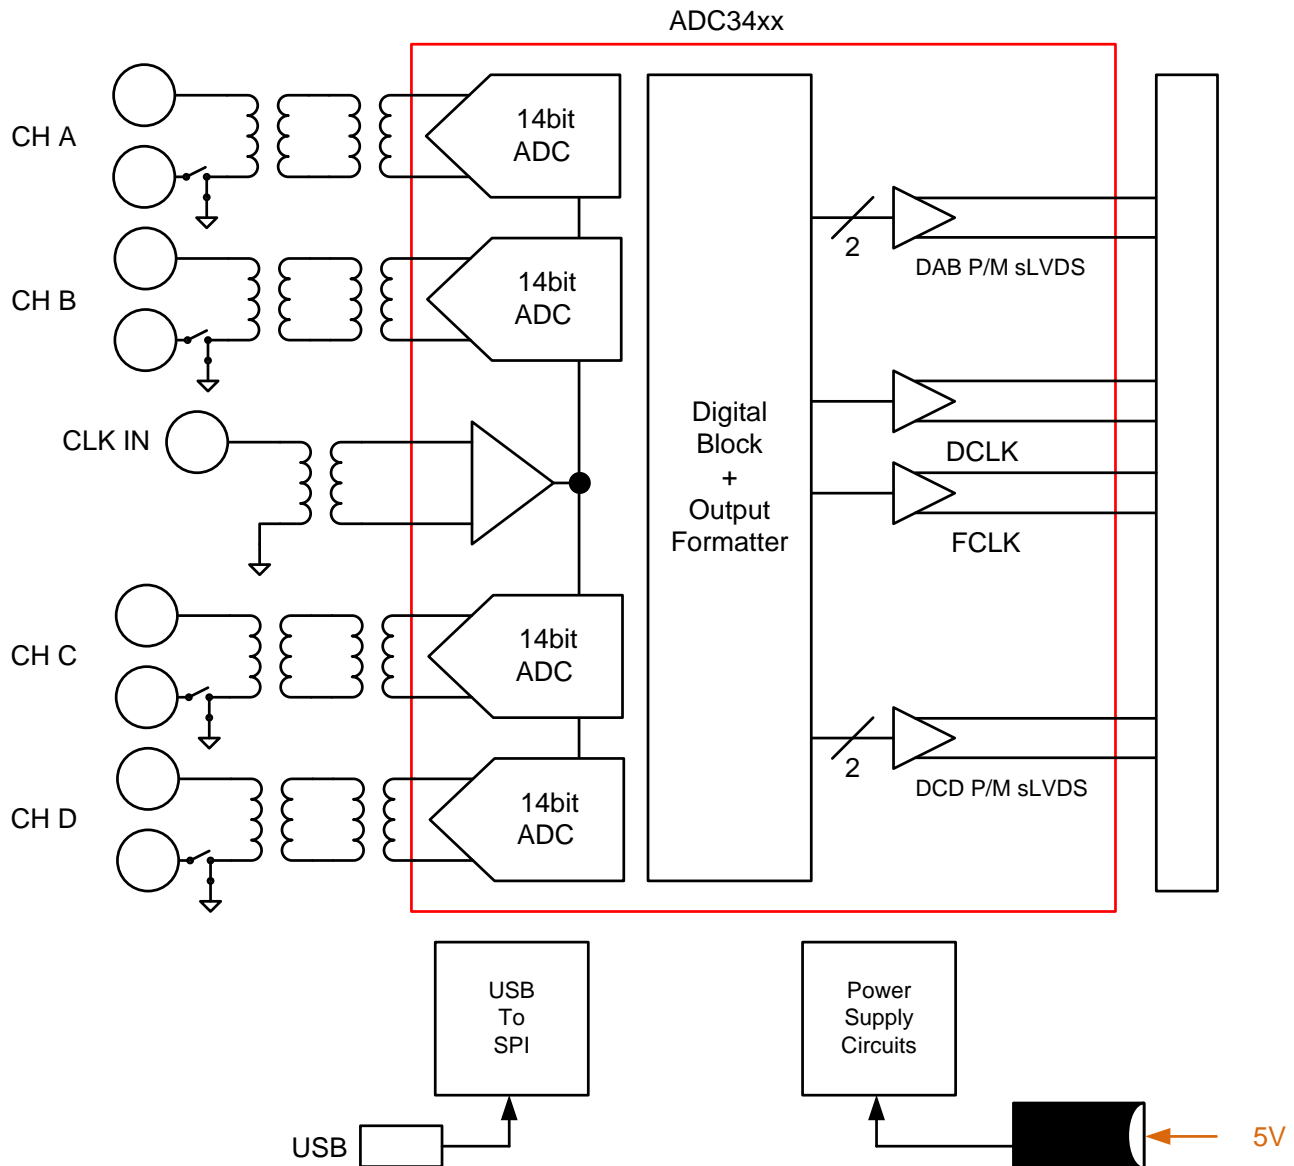 ADC34xx
CH A
14bit
ADC
CH B
14bit
ADC
CLK IN
CH C
14bit
ADC
CH D
14bit
ADC
Digital
Block
+
Output
Formatter
2
DAB P/M sLVDS
DCLK
FCLK
2
DCD P/M sLVDS
USB
To
SPI
Power
Supply
Circuits
USB
5V